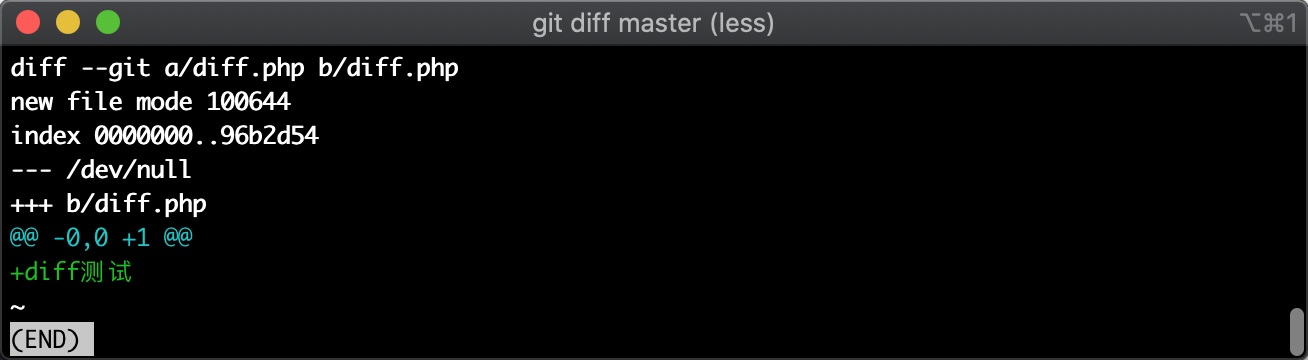 git diff master (less)
⌥⌘1
diff --git a/diff.php b/diff.php
new file mode 100644
index 0000000..96b2d54
--- /dev/null
+++ b/diff.php
@@ -0,0 +1 @@
+diff测试
~
(END)